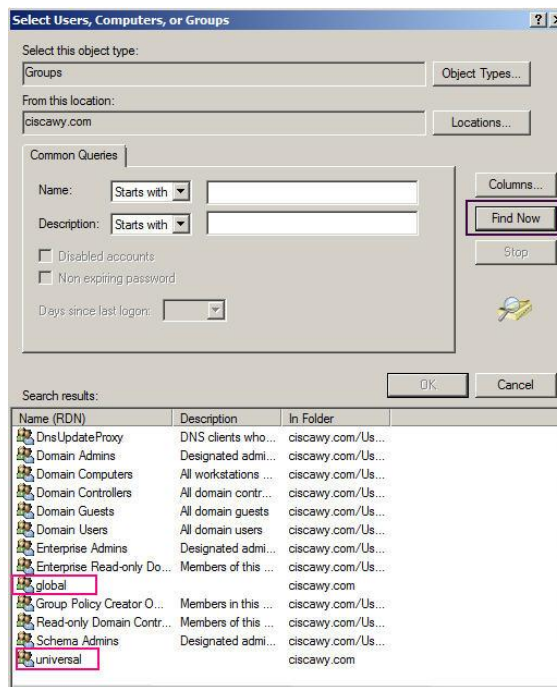 Select Users, Computers, or Groups
Select this object type:
Groups
Object Types...
From this location:
ciscawy.com
Locations...
Common Queries
Name:
Starts with
Description:
Starts with
Disabled accounts
Non expiring password
Days since last logon:
Columns...
Find Now
Stop
OK
Cancel
Search results:
Name (RDN) Description In Folder
DnsUpdateProxy DNS clients who... ciscawy.com/Us...
Domain Admins Designated admi... ciscawy.com/Us...
Domain Computers All workstations ... ciscawy.com/Us...
Domain Controllers All domain contr... ciscawy.com/Us...
Domain Guests All domain guests ciscawy.com/Us...
Domain Users All domain users ciscawy.com/Us...
Enterprise Admins Designated admi... ciscawy.com/Us...
Enterprise Read-only Do... Members of this ... ciscawy.com/Us...
global ciscawy.com
Group Policy Creator O... Members in this ... ciscawy.com/Us...
Read-only Domain Contr... Members of this ... ciscawy.com/Us...
Schema Admins Designated admi... ciscawy.com/Us...
universal ciscawy.com